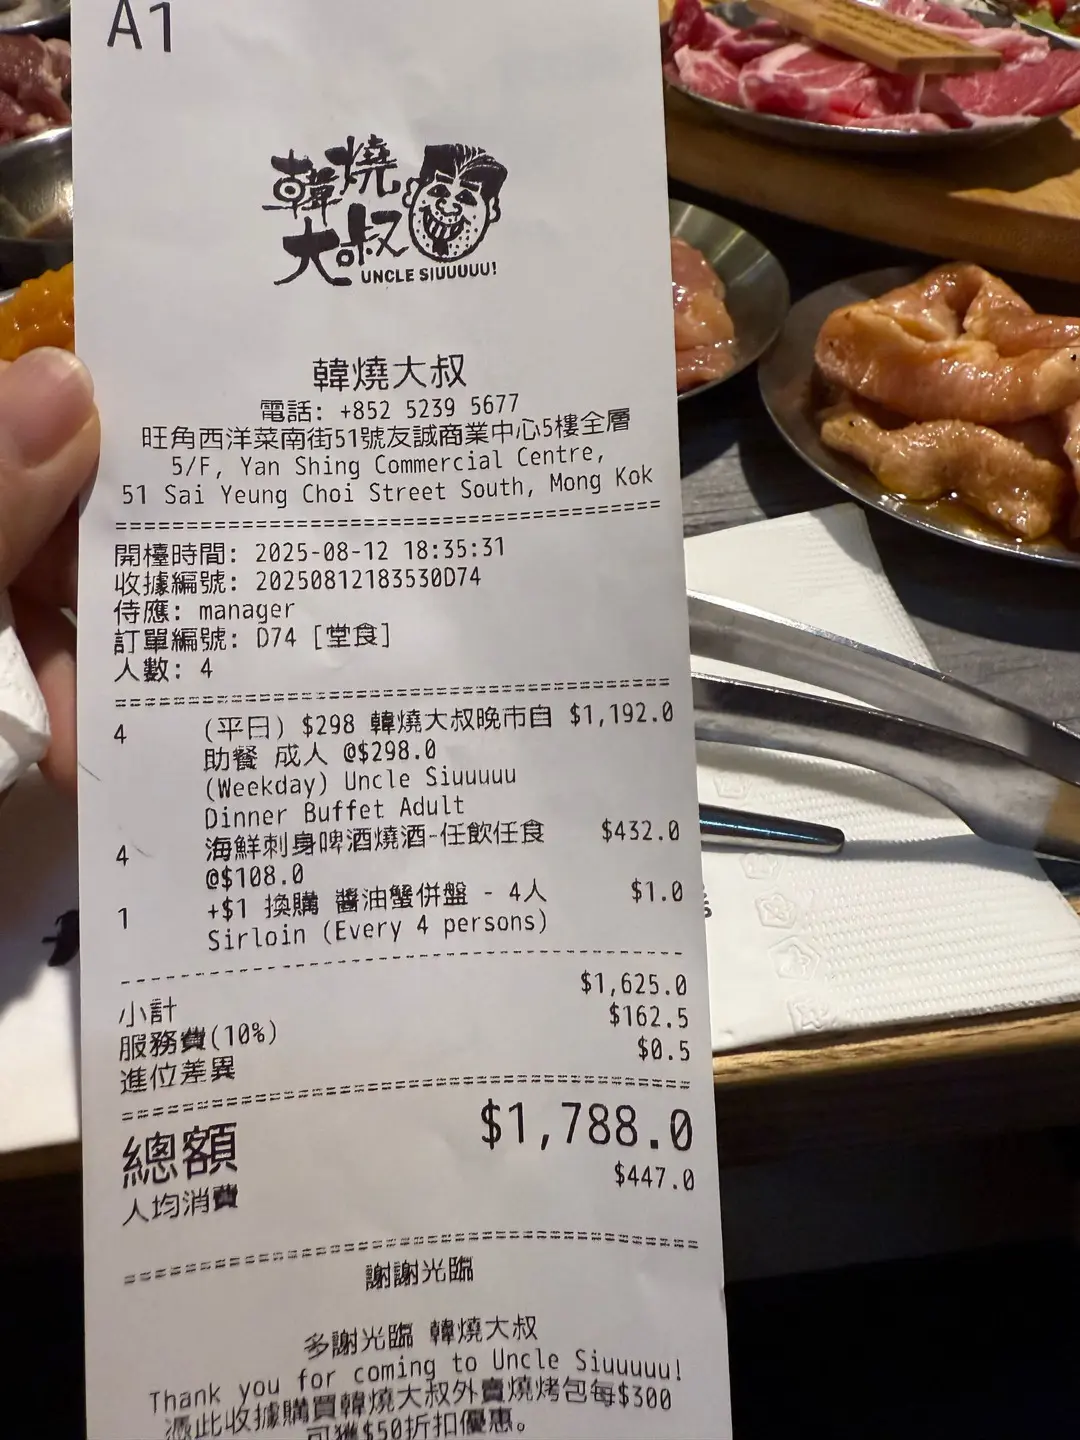 A1
韓燒
大叔
UNCLE SIUUUUU!
韓燒大叔
電話: +852 5239 5677
旺角西洋菜南街51號友誠商業中心5樓全層
5/F, Yan Shing Commercial Centre,
51 Sai Yeung Choi Street South, Mong Kok
開檯時間: 2025-08-12 18:35:31
收據編號: 20250812183530D74
侍應: manager
訂單編號: D74 [堂食]
人數: 4
4 (平日) $298 韓燒大叔晚市自 $1,192.0
助餐 成人 @$298.0
(Weekday) Uncle Siuuuuu
Dinner Buffet Adult
4 海鮮刺身啤酒燒酒-任飲任食 $432.0
@$108.0
1 +$1 換購 醬油蟹併盤 - 4人 $1.0
Sirloin (Every 4 persons)
小計 $1,625.0
服務費(10%) $162.5
進位差異 $0.5
總額 $1,788.0
人均消費 $447.0
謝謝光臨
多謝光臨 韓燒大叔
Thank you for coming to Uncle Siuuuuu!
憑此收據購買韓燒大叔外賣燒烤包每$300
可獲$50折扣優惠。